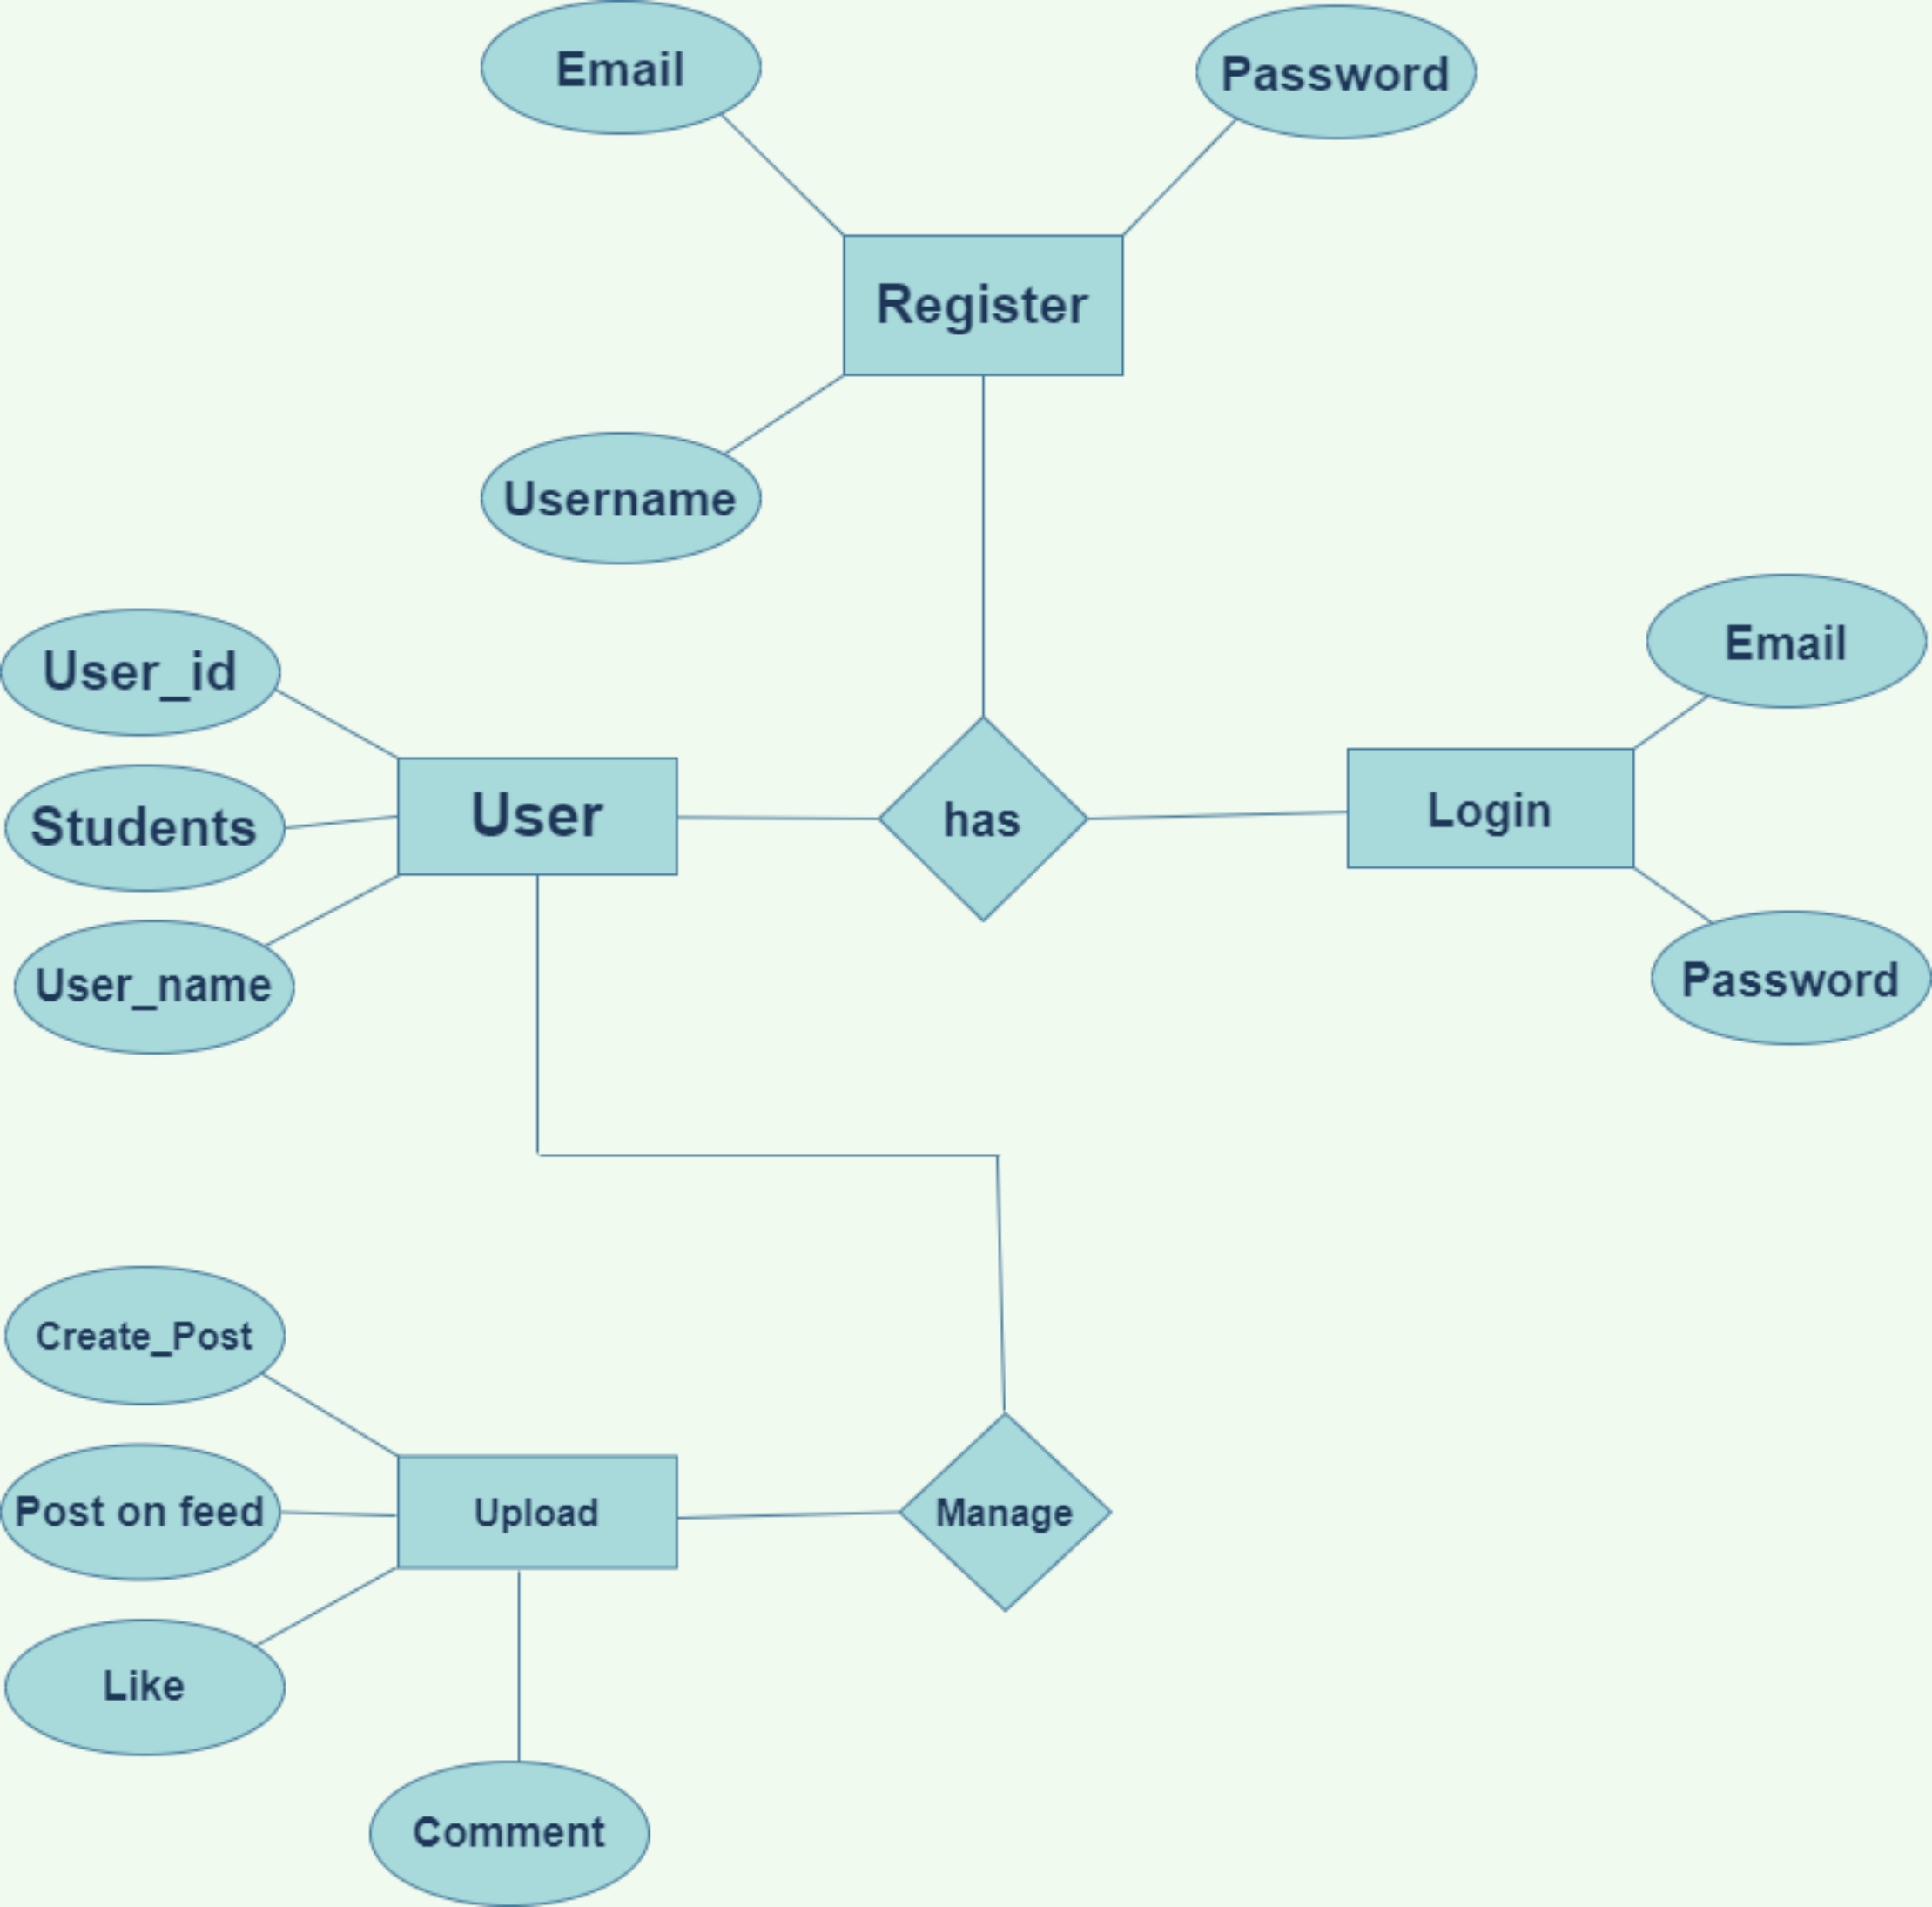 Email
Password
Register
Username
User_id
Email
Students
User
has
Login
User_name
Password
Create_Post
Post on feed
Upload
Manage
Like
Comment